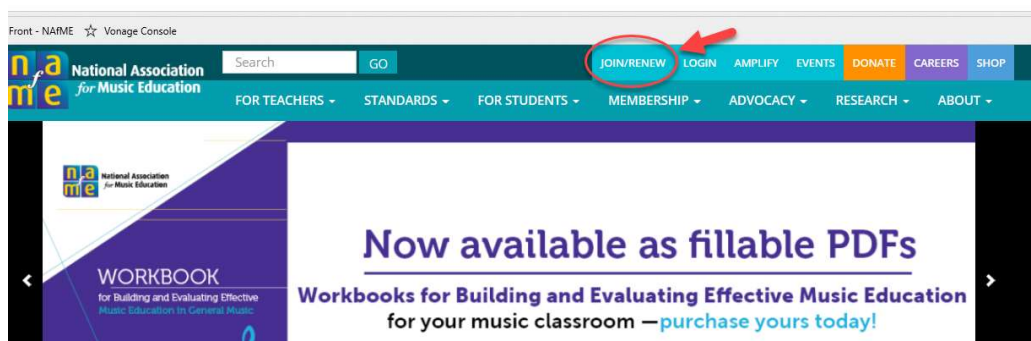 Front - NAfME Vonage Console
Search GO JOIN/RENEW LOGIN AMPLIFY EVENTS DONATE CAREERS SHOP
name National Association
for Music Education
FOR TEACHERS STANDARDS FOR STUDENTS MEMBERSHIP ADVOCACY RESEARCH ABOUT
name National Association
for Music Education
Now available as fillable PDFs
WORKBOOK
for Building and Evaluating Effective
Music Education in General Music
Workbooks for Building and Evaluating Effective Music Education
for your music classroom —purchase yours today!